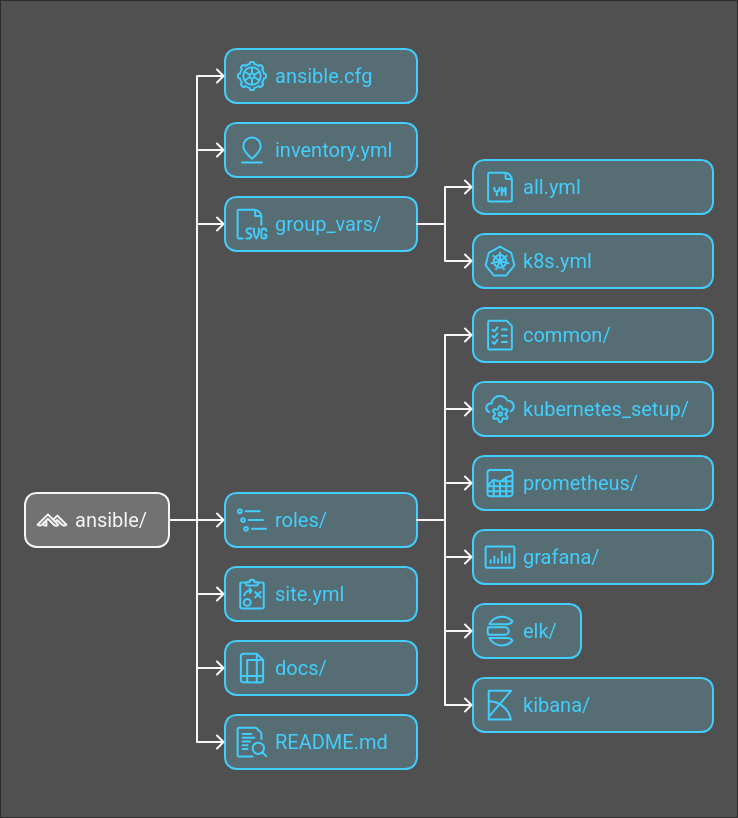 ansible.cfg
inventory.yml
group_vars/
SVG
all.yml
YM
k8s.yml
common/
kubernetes_setup/
prometheus/
ansible/
roles/
grafana/
site.yml
elk/
docs/
kibana/
README.md